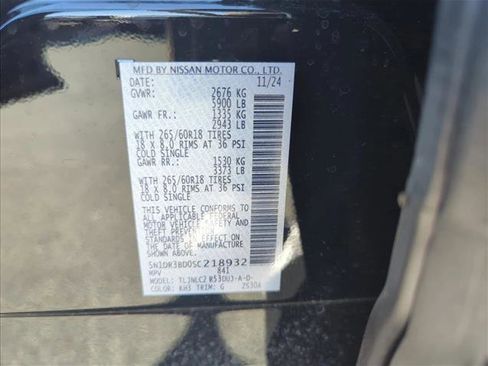 MFD BY NISSAN MOTOR CO., LTD.
DATE: 11/24
GVWR: 2676 KG
5900 LB
GAWR FR.: 1335 KG
2943 LB
WITH 265/60R18 TIRES
18 X 8.0 RIMS AT 36 PSI
COLD SINGLE
GAWR RR.: 1530 KG
3373 LB
WITH 265/60R18 TIRES
18 X 8.0 RIMS AT 36 PSI
COLD SINGLE
THIS VEHICLE CONFORMS TO
ALL APPLICABLE FEDERAL
MOTOR VEHICLE SAFETY AND
THEFT PREVENTION
STANDARDS IN EFFECT ON
THE DATE OF MANUFACTURE
SHOWN ABOVE.
5N1DR3BD0SC218932
MPV 841
MODEL: TLJNLC2 R53DUJ-A-D-
COLOR: KH3 TRIM: G ZS30A